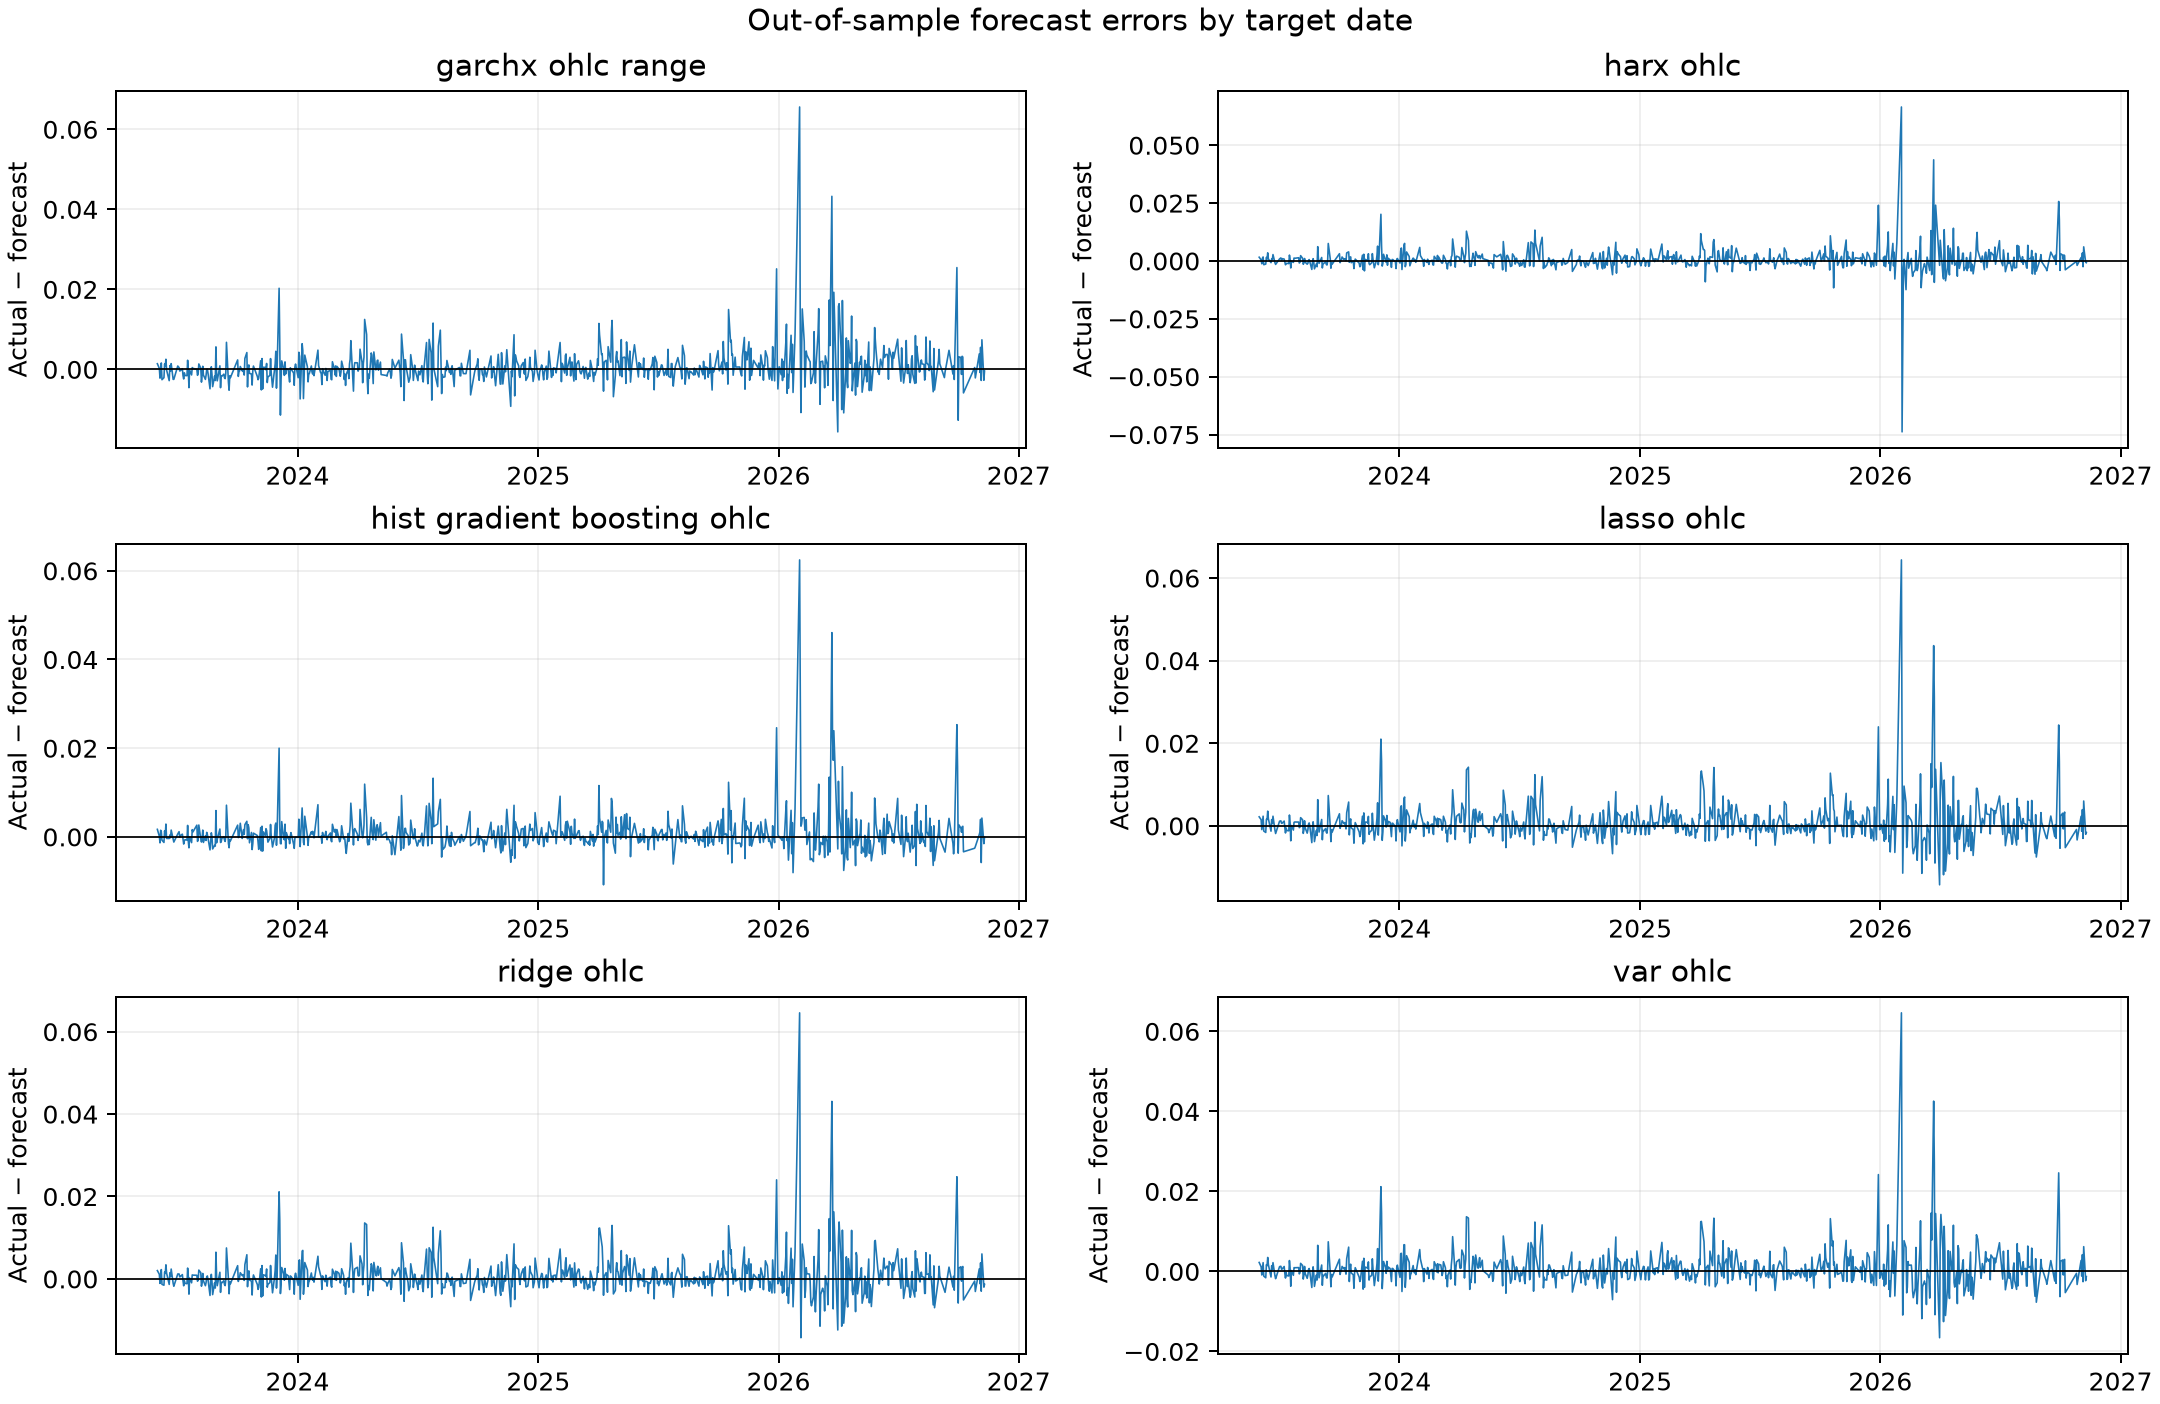 Out-of-sample forecast errors by target date
garchx ohlc range
Actual − forecast
0.06
0.04
0.02
0.00
2024 2025 2026 2027
harx ohlc
Actual − forecast
0.050
0.025
0.000
−0.025
−0.050
−0.075
2024 2025 2026 2027
hist gradient boosting ohlc
Actual − forecast
0.06
0.04
0.02
0.00
2024 2025 2026 2027
lasso ohlc
Actual − forecast
0.06
0.04
0.02
0.00
2024 2025 2026 2027
ridge ohlc
Actual − forecast
0.06
0.04
0.02
0.00
2024 2025 2026 2027
var ohlc
Actual − forecast
0.06
0.04
0.02
0.00
−0.02
2024 2025 2026 2027